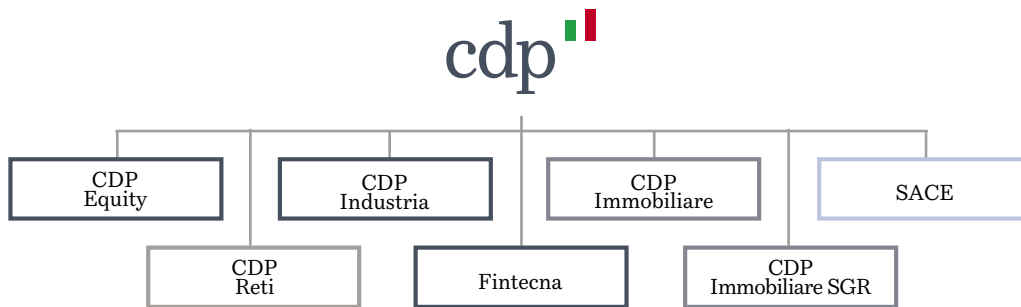 cdp
CDP
Equity
CDP
Industria
CDP
Immobiliare
SACE
CDP
Reti
Fintecna
CDP
Immobiliare SGR